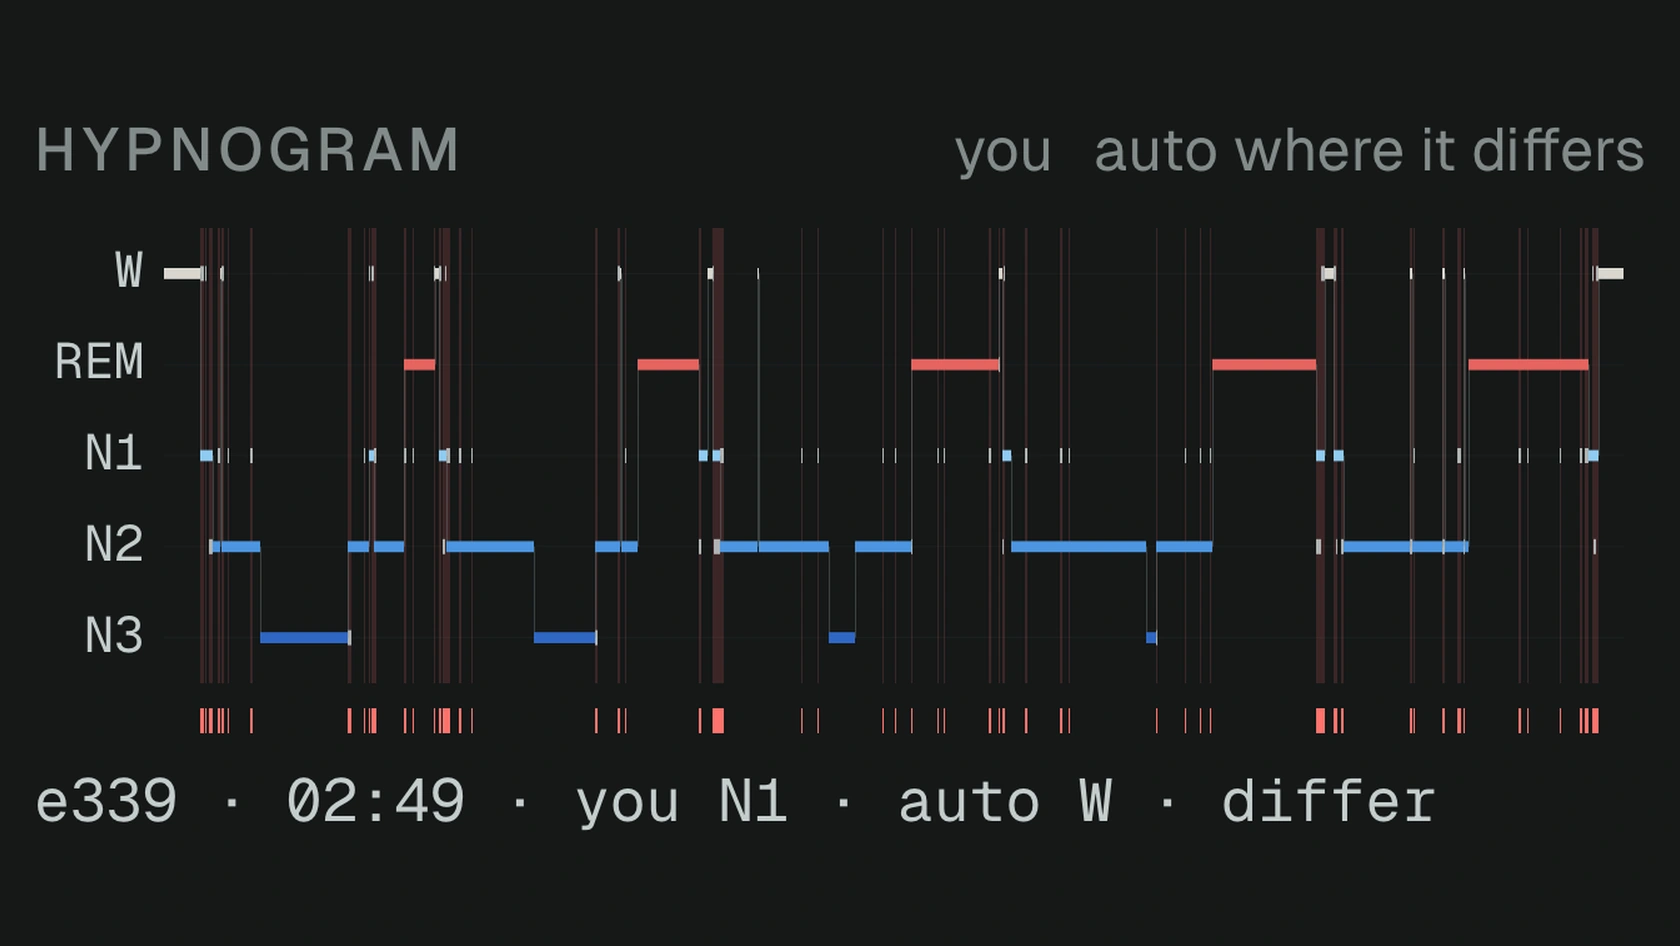 HYPNOGRAM you auto where it differs
W
REM
N1
N2
N3
e339 · 02:49 · you N1 · auto W · differ